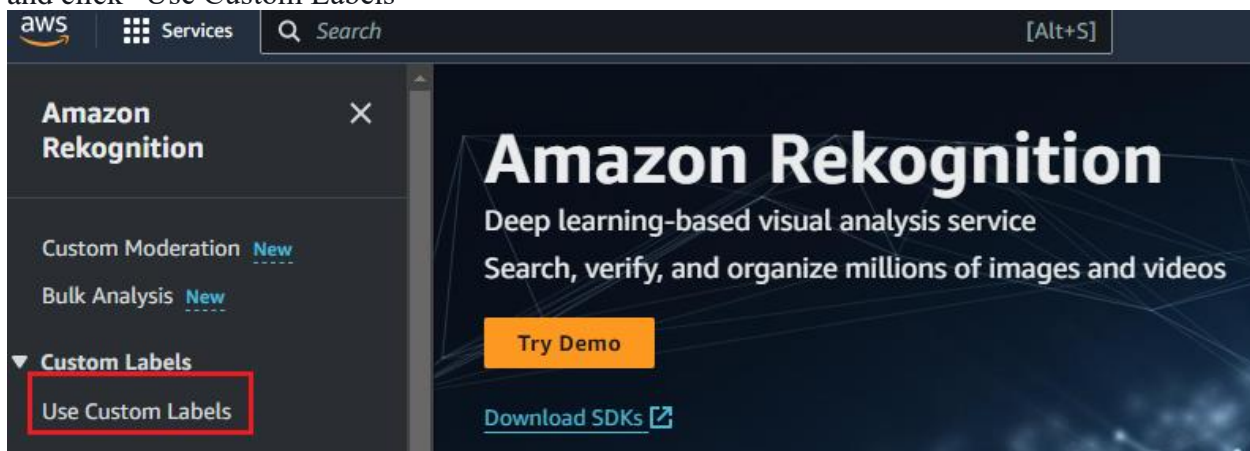 and click "Use Custom Labels"
aws
Services
Search
[Alt+S]
Amazon
Rekognition
Custom Moderation New
Bulk Analysis New
Custom Labels
Use Custom Labels
Amazon Rekognition
Deep learning-based visual analysis service
Search, verify, and organize millions of images and videos
Try Demo
Download SDKs